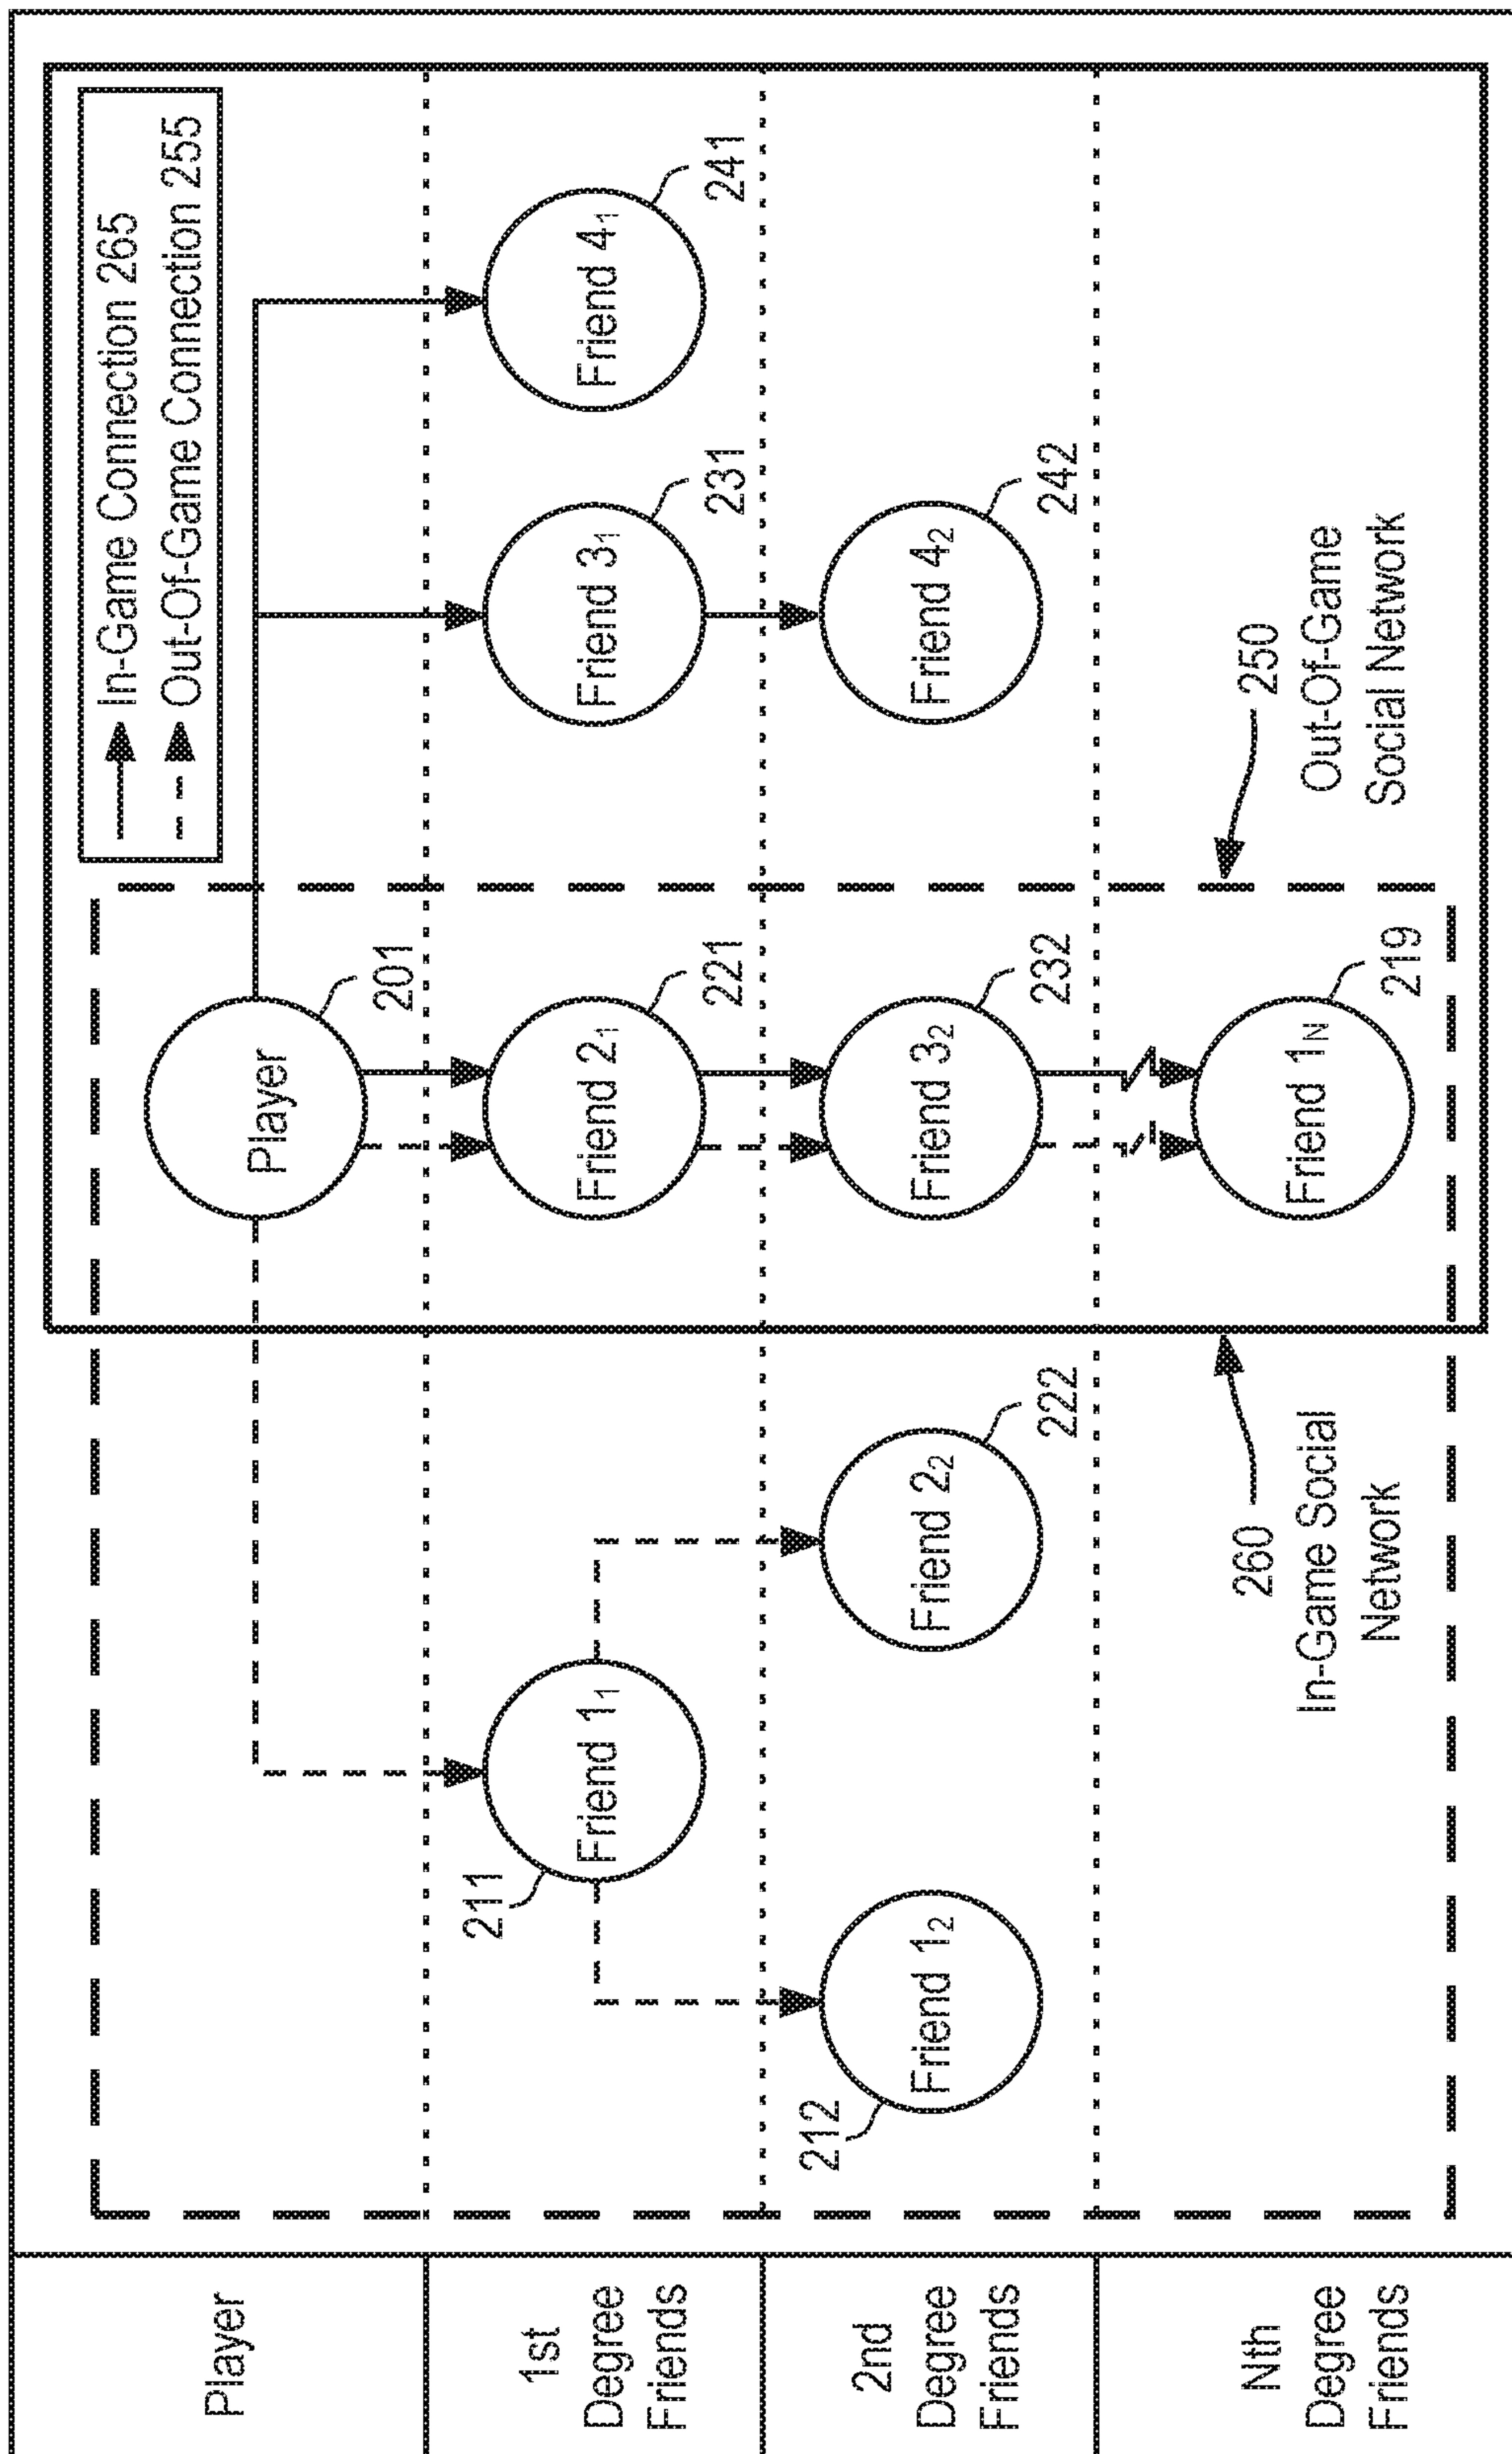 In-Game Connection 265
Out-Of-Game Connection 255
Player
Player
201
1st
Degree
Friends
211
Friend 1₁
Friend 2₁
221
Friend 3₁
231
Friend 4₁
241
2nd
Degree
Friends
212
Friend 1₂
Friend 2₂
222
Friend 3₂
232
Friend 4₂
242
Nth
Degree
Friends
260
In-Game Social
Network
Friend 1N
219
250
Out-Of-Game
Social Network